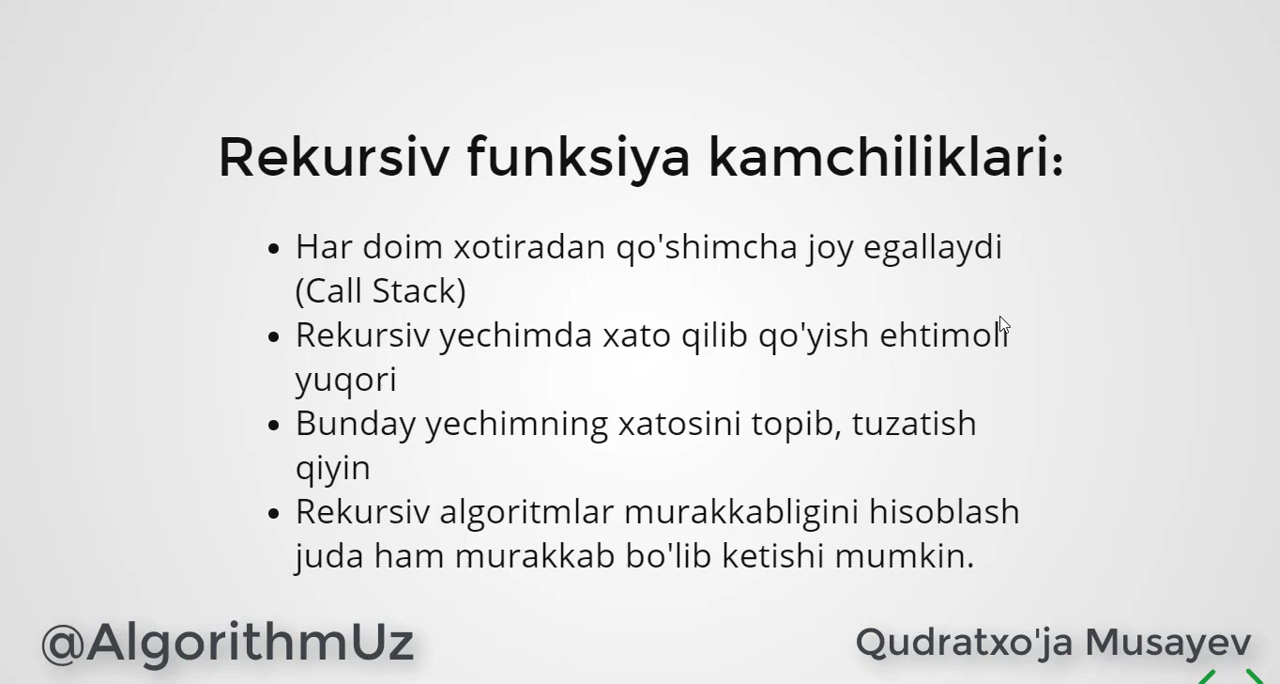 Rekursiv funksiya kamchiliklari:
• Har doim xotiradan qo'shimcha joy egallaydi
(Call Stack)
• Rekursiv yechimda xato qilib qo'yish ehtimoli
yuqori
• Bunday yechimning xatosini topib, tuzatish
qiyin
• Rekursiv algoritmlar murakkabligini hisoblash
juda ham murakkab bo'lib ketishi mumkin.
@AlgorithmUz
Qudratxo'ja Musayev